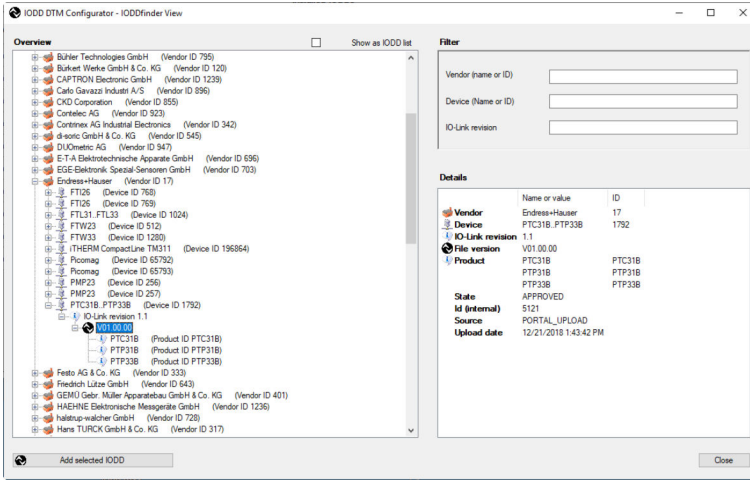 IODD DTM Configurator - IODDfinder View
Overview
Show as IODD list
Bühler Technologies GmbH (Vendor ID 795)
Bürkert Werke GmbH & Co. KG (Vendor ID 120)
CAPTRON Electronic GmbH (Vendor ID 1239)
Carlo Gavazzi Industri A/S (Vendor ID 896)
CKD Corporation (Vendor ID 855)
Contelec AG (Vendor ID 923)
Contrinex AG Industrial Electronics (Vendor ID 342)
di-soric GmbH & Co. KG (Vendor ID 545)
DUOmetric AG (Vendor ID 947)
E-T-A Elektrotechnische Apparate GmbH (Vendor ID 696)
EGE-Elektronik Spezial-Sensoren GmbH (Vendor ID 703)
Endress+Hauser (Vendor ID 17)
FTI26 (Device ID 768)
FTI26 (Device ID 769)
FTL31..FTL33 (Device ID 1024)
FTW23 (Device ID 512)
FTW33 (Device ID 1280)
iTHERM CompactLine TM311 (Device ID 196864)
Picomag (Device ID 65792)
Picomag (Device ID 65793)
PMP23 (Device ID 256)
PMP23 (Device ID 257)
PTC31B..PTP33B (Device ID 1792)
IO-Link revision 1.1
V01.00.00
PTC31B (Product ID PTC31B)
PTP31B (Product ID PTP31B)
PTP33B (Product ID PTP33B)
Festo AG & Co. KG (Vendor ID 333)
Friedrich Lütze GmbH (Vendor ID 643)
GEMÜ Gebr. Müller Apparatebau GmbH & Co. KG (Vendor ID 401)
HAEHNE Elektronische Messgeräte GmbH (Vendor ID 1236)
halstrup-walcher GmbH (Vendor ID 728)
Hans TURCK GmbH & Co. KG (Vendor ID 317)
Add selected IODD
Filter
Vendor (name or ID)
Device (Name or ID)
IO-Link revision
Details
Name or value ID
Vendor Endress+Hauser 17
Device PTC31B..PTP33B 1792
IO-Link revision 1.1
File version V01.00.00
Product PTC31B PTC31B
PTP31B PTP31B
PTP33B PTP33B
State APPROVED
Id (internal) 5121
Source PORTAL_UPLOAD
Upload date 12/21/2018 1:43:42 PM
Close